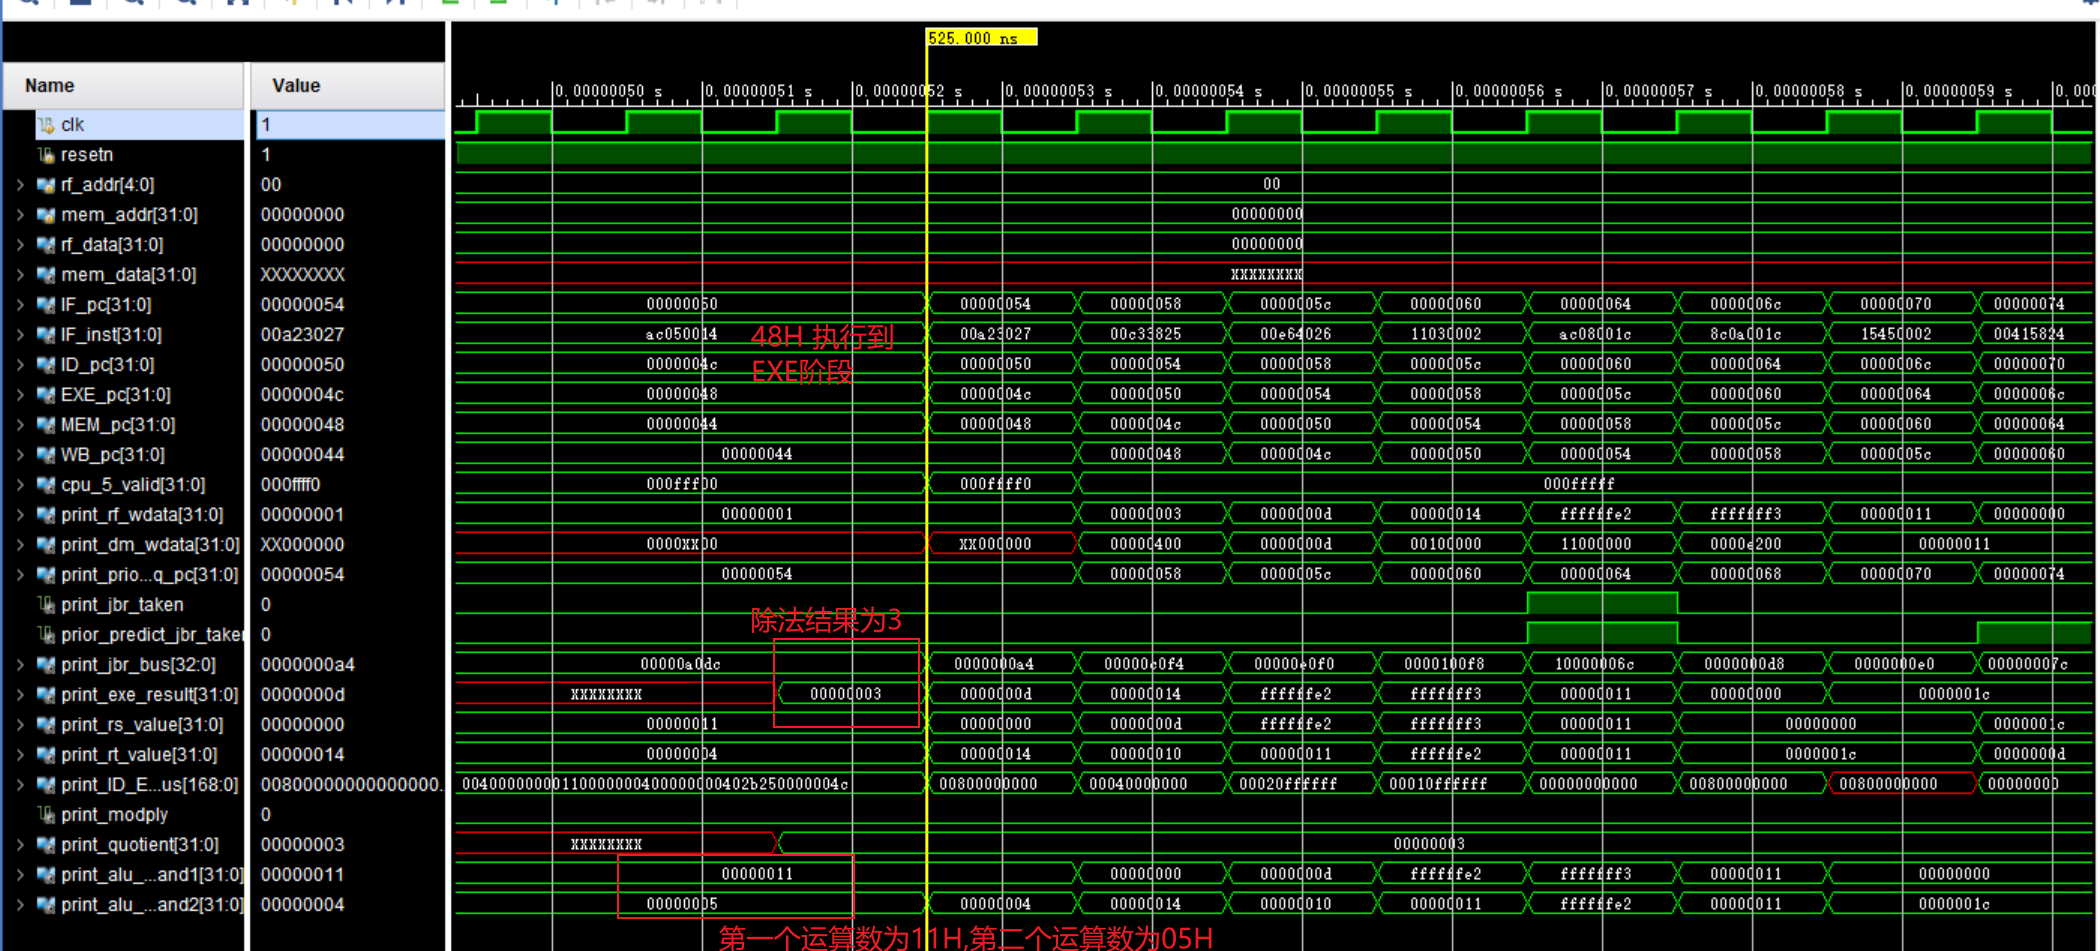 525.000 ns
Name Value
0.00000050 s 0.00000051 s 0.00000052 s 0.00000053 s 0.00000054 s 0.00000055 s 0.00000056 s 0.00000057 s 0.00000058 s 0.00000059 s 0.000
clk 1
resetn 1
rf_addr[4:0] 00 00
mem_addr[31:0] 00000000 00000000
rf_data[31:0] 00000000 00000000
mem_data[31:0] XXXXXXXX XXXXXXXX
IF_pc[31:0] 00000054 00000050 00000054 00000058 0000005c 00000060 00000064 0000006c 00000070 00000074
IF_inst[31:0] 00a23027 ac050014 00a23027 00c33825 00e64026 11030002 ac08001c 8c0a001c 15450002 00415824
48H 执行到
EXE阶段
ID_pc[31:0] 00000050 0000004c 00000050 00000054 00000058 0000005c 00000060 00000064 0000006c 00000070
EXE_pc[31:0] 0000004c 00000048 0000004c 00000050 00000054 00000058 0000005c 00000060 00000064 0000006c
MEM_pc[31:0] 00000048 00000044 00000048 0000004c 00000050 00000054 00000058 0000005c 00000060 00000064
WB_pc[31:0] 00000044 00000044 00000048 0000004c 00000050 00000054 00000058 0000005c 00000060
cpu_5_valid[31:0] 000ffff0 000fff00 000ffff0 000fffff
print_rf_wdata[31:0] 00000001 00000001 00000003 0000000d 00000014 ffffffe2 fffffff3 00000011 00000000
print_dm_wdata[31:0] XX000000 0000XX00 XX000000 00000400 0000000d 00100000 11000000 0000e200 00000011
print_prio...q_pc[31:0] 00000054 00000054 00000058 0000005c 00000060 00000064 00000068 00000070 00000074
print_jbr_taken 0
除法结果为3
prior_predict_jbr_taker 0
print_jbr_bus[32:0] 0000000a4 00000a0dc 0000000a4 00000c0f4 00000e0f0 0000100f8 10000006c 0000000d8 0000000e0 00000007c
print_exe_result[31:0] 0000000d XXXXXXXX 00000003 0000000d 00000014 ffffffe2 fffffff3 00000011 00000000 0000001c
print_rs_value[31:0] 00000000 00000011 00000000 0000000d ffffffe2 fffffff3 00000011 00000000 0000001c
print_rt_value[31:0] 00000014 00000004 00000014 00000010 00000011 ffffffe2 00000011 0000001c 0000000d
print_ID_E...us[168:0] 00800000000000000... 00800000000 00040000000 00020ffffff 00010ffffff 00000000000 00800000000 00800000000 00000000
print_modply 0
print_quotient[31:0] 00000003 XXXXXXXX 00000003
print_alu_...and1[31:0] 00000011 00000011 00000000 0000000d ffffffe2 fffffff3 00000011 00000000
print_alu_...and2[31:0] 00000004 00000005 00000004 00000014 00000010 00000011 ffffffe2 00000011 0000001c
第一个运算数为11H,第二个运算数为05H